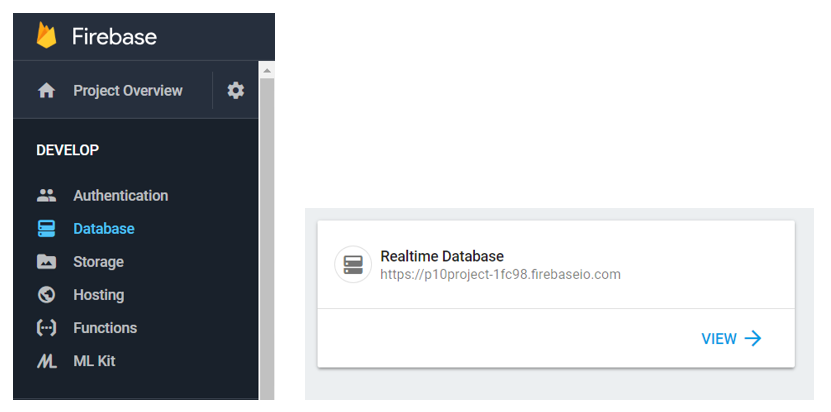 Firebase
Project Overview
DEVELOP
Authentication
Database
Storage
Hosting
Functions
ML Kit
Realtime Database
https://p10project-1fc98.firebaseio.com
VIEW